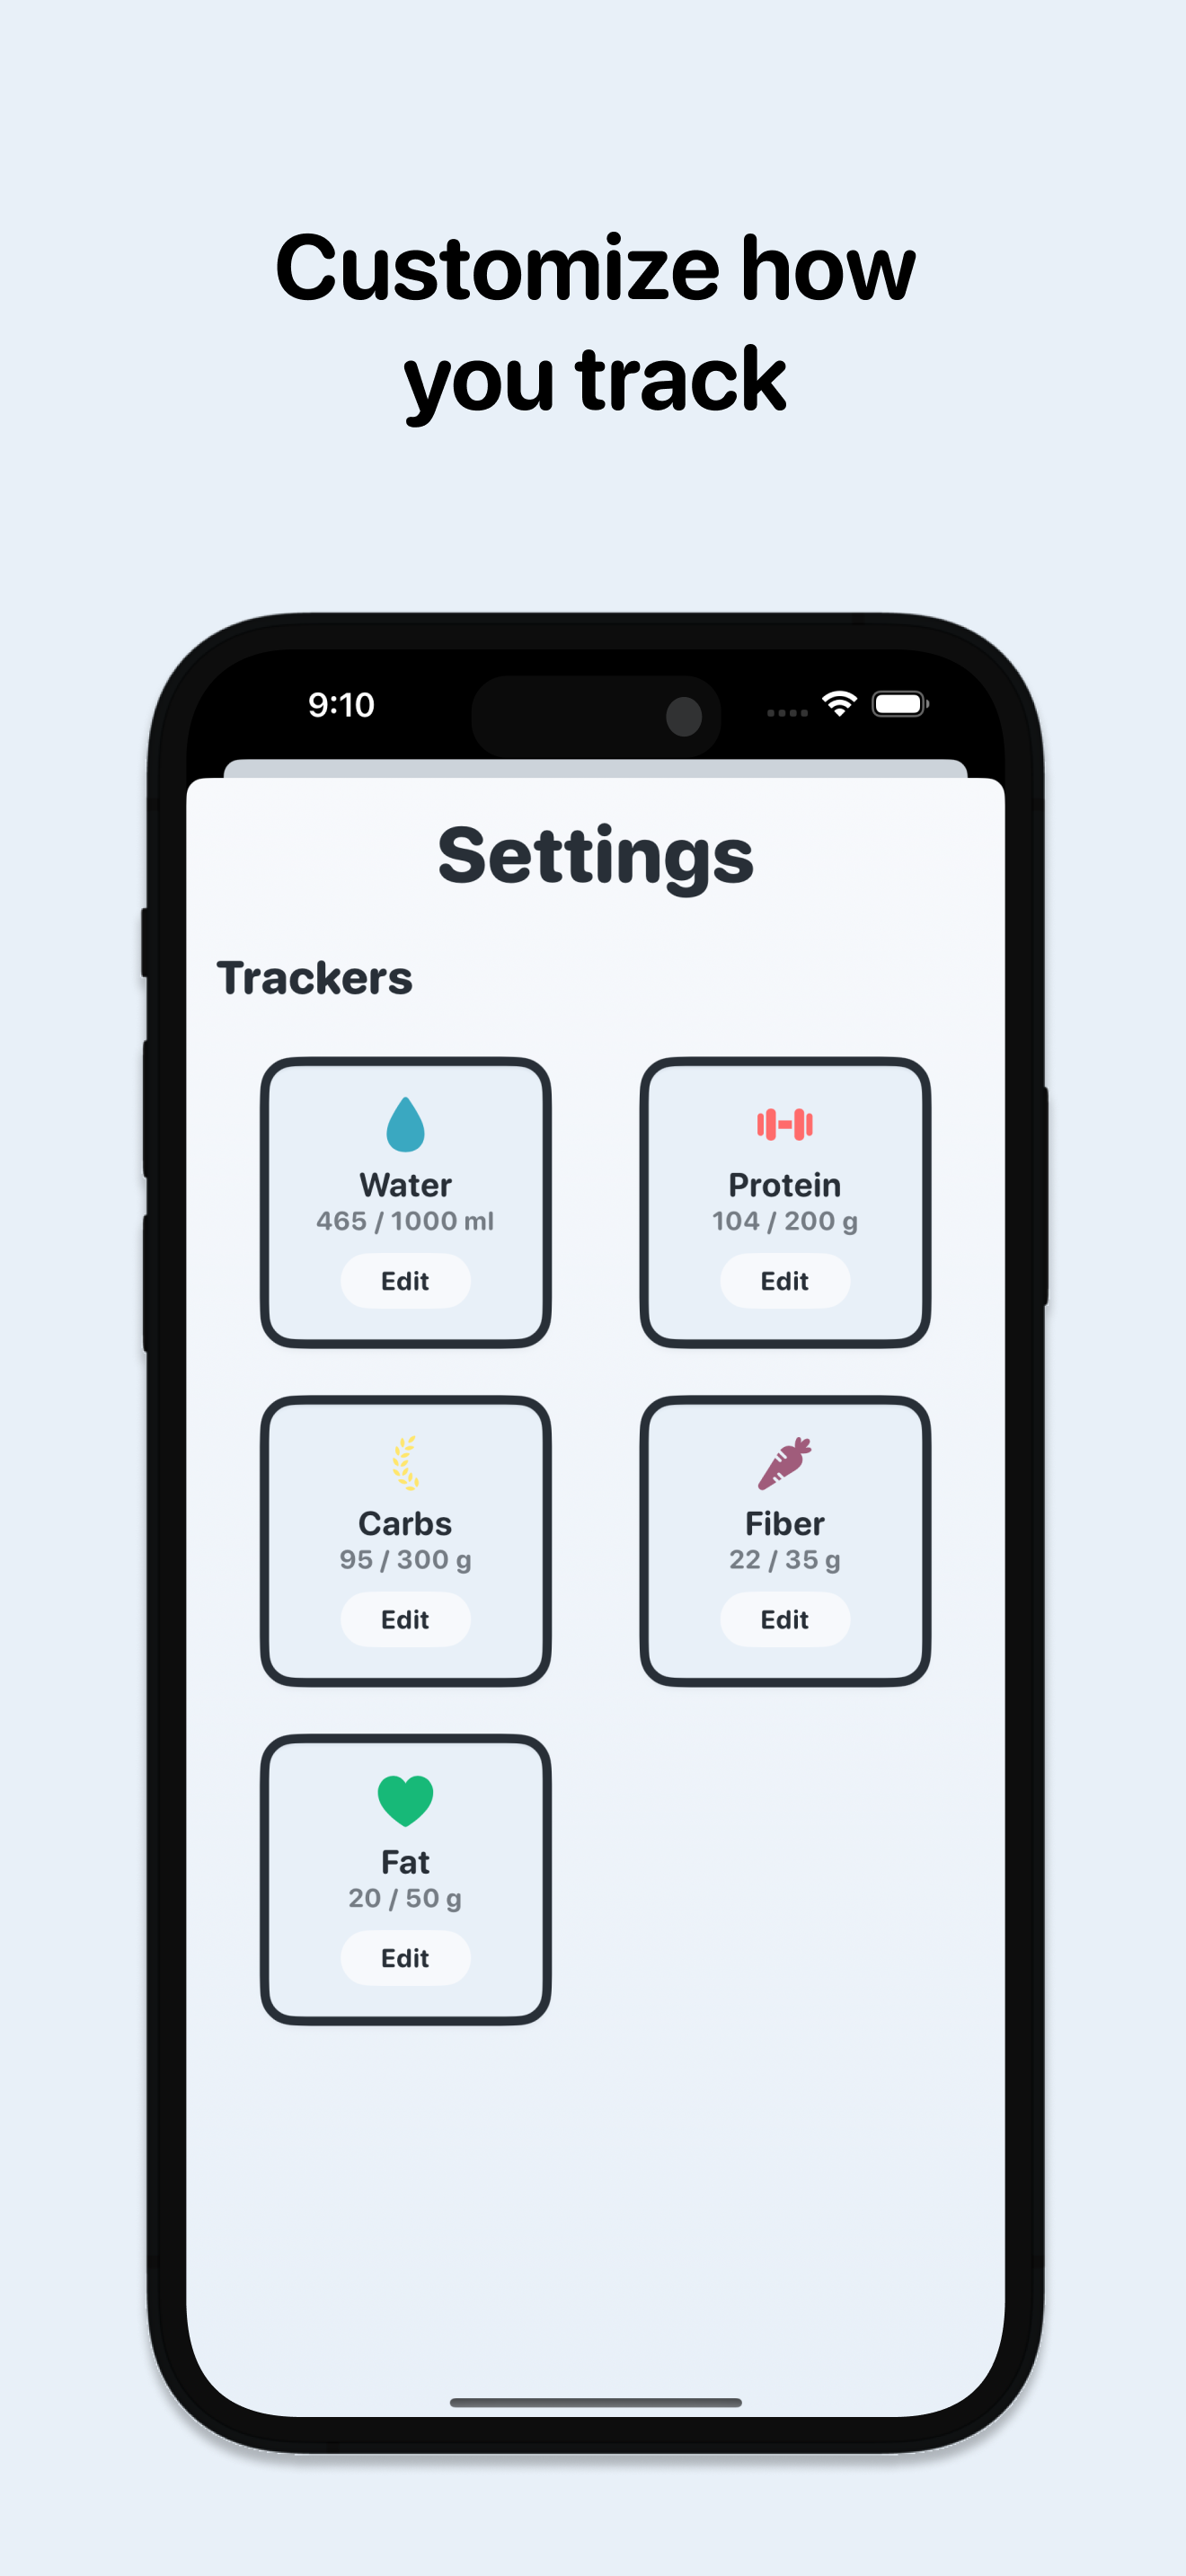 Customize how
you track
9:10
Settings
Trackers
Water
465 / 1000 ml
Edit
Protein
104 / 200 g
Edit
Carbs
95 / 300 g
Edit
Fiber
22 / 35 g
Edit
Fat
20 / 50 g
Edit